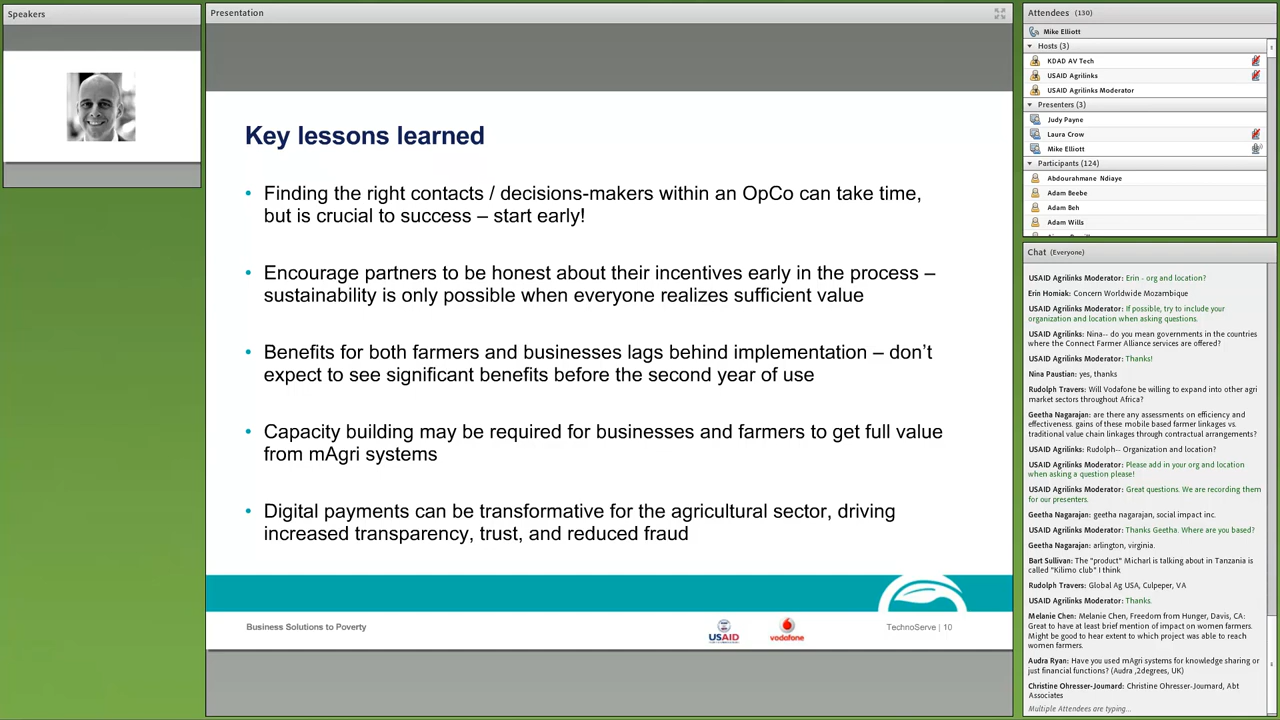 Speakers
Presentation
Key lessons learned
• Finding the right contacts / decisions-makers within an OpCo can take time,
but is crucial to success – start early!
• Encourage partners to be honest about their incentives early in the process –
sustainability is only possible when everyone realizes sufficient value
• Benefits for both farmers and businesses lags behind implementation – don’t
expect to see significant benefits before the second year of use
• Capacity building may be required for businesses and farmers to get full value
from mAgri systems
• Digital payments can be transformative for the agricultural sector, driving
increased transparency, trust, and reduced fraud
Business Solutions to Poverty
USAID
vodafone
TechnoServe | 10
Attendees (130)
Mike Elliott
Hosts (3)
KDAD AV Tech
USAID Agrilinks
USAID Agrilinks Moderator
Presenters (3)
Judy Payne
Laura Crow
Mike Elliott
Participants (124)
Abdourahmane Ndiaye
Adam Beebe
Adam Beh
Adam Wills
Chat (Everyone)
USAID Agrilinks Moderator: Erin - org and location?
Erin Homiak: Concern Worldwide Mozambique
USAID Agrilinks Moderator: If possible, try to include your
organization and location when asking questions.
USAID Agrilinks: Nina-- do you mean governments in the countries
where the Connect Farmer Alliance services are offered?
USAID Agrilinks Moderator: Thanks!
Nina Paustian: yes, thanks
Rudolph Travers: Will Vodafone be willing to expand into other agri
market sectors throughout Africa?
Geetha Nagarajan: are there any assessments on efficiency and
effectiveness. gains of these mobile based farmer linkages vs.
traditional value chain linkages through contractual arrangements?
USAID Agrilinks: Rudolph-- Organization and location?
USAID Agrilinks Moderator: Please add in your org and location
when asking a question please!
USAID Agrilinks Moderator: Great questions. We are recording them
for our presenters.
Geetha Nagarajan: geetha nagarajan, social impact inc.
USAID Agrilinks Moderator: Thanks Geetha. Where are you based?
Geetha Nagarajan: arlington, virginia.
Bart Sullivan: The "product" Micharl is talking about in Tanzania is
called "Kilimo club" I think
Rudolph Travers: Global Ag USA, Culpeper, VA
USAID Agrilinks Moderator: Thanks.
Melanie Chen: Melanie Chen, Freedom from Hunger, Davis, CA:
Great to have at least brief mention of impact on women farmers.
Might be good to hear extent to which project was able to reach
women farmers.
Audra Ryan: Have you used mAgri systems for knowledge sharing or
just financial functions? (Audra ,2degrees, UK)
Christine Ohresser-Joumard: Christine Ohresser-Joumard, Abt
Associates
Multiple Attendees are typing...